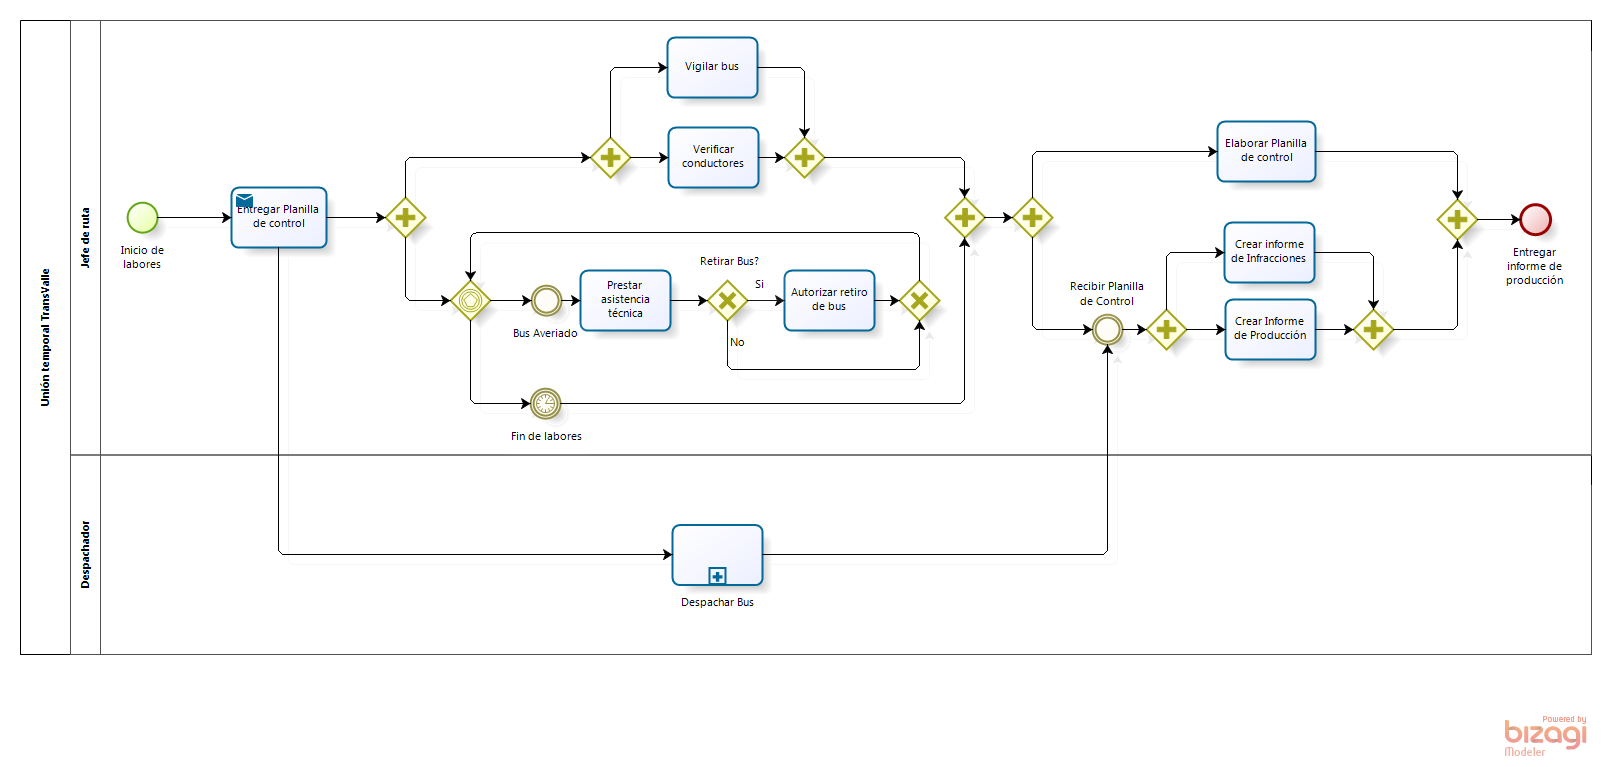 Unión temporal TransValle
Jefe de ruta
Despachador
Inicio de
labores
Entregar Planilla
de control
Vigilar bus
Verificar
conductores
Bus Averiado
Prestar
asistencia
técnica
Retirar Bus?
Si
No
Autorizar retiro
de bus
Fin de labores
Elaborar Planilla
de control
Recibir Planilla
de Control
Crear informe
de Infracciones
Crear Informe
de Producción
Entregar
informe de
producción
Despachar Bus
Powered by
bizagi
Modeler